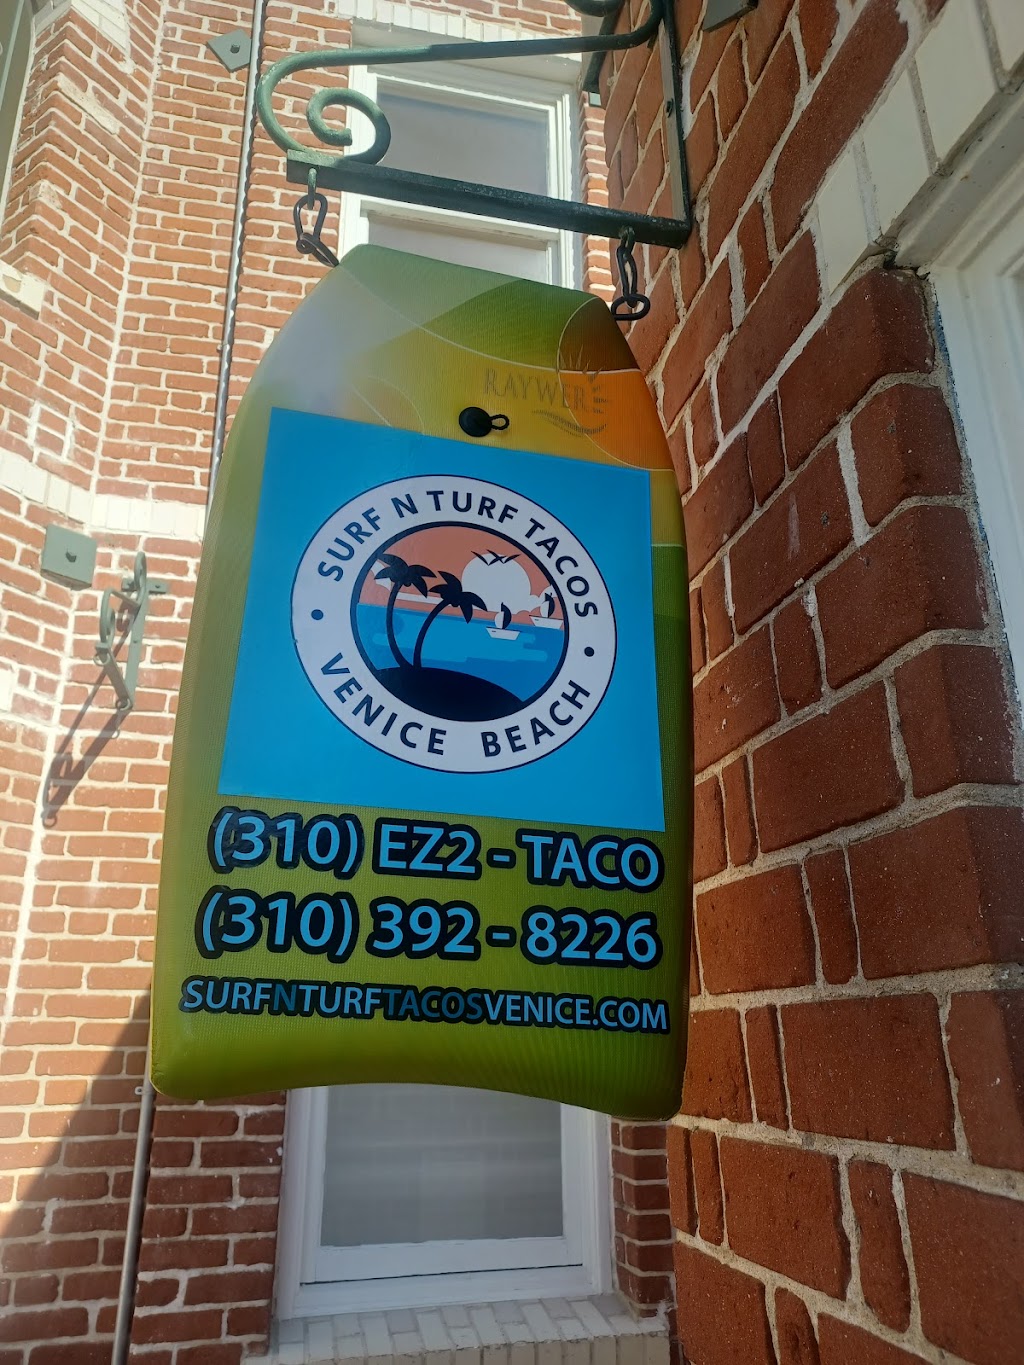 RAYWER
SURF N TURF TACOS
• VENICE BEACH •
(310) EZ2 - TACO
(310) 392 - 8226
SURFNTURFTACOSVENICE.COM